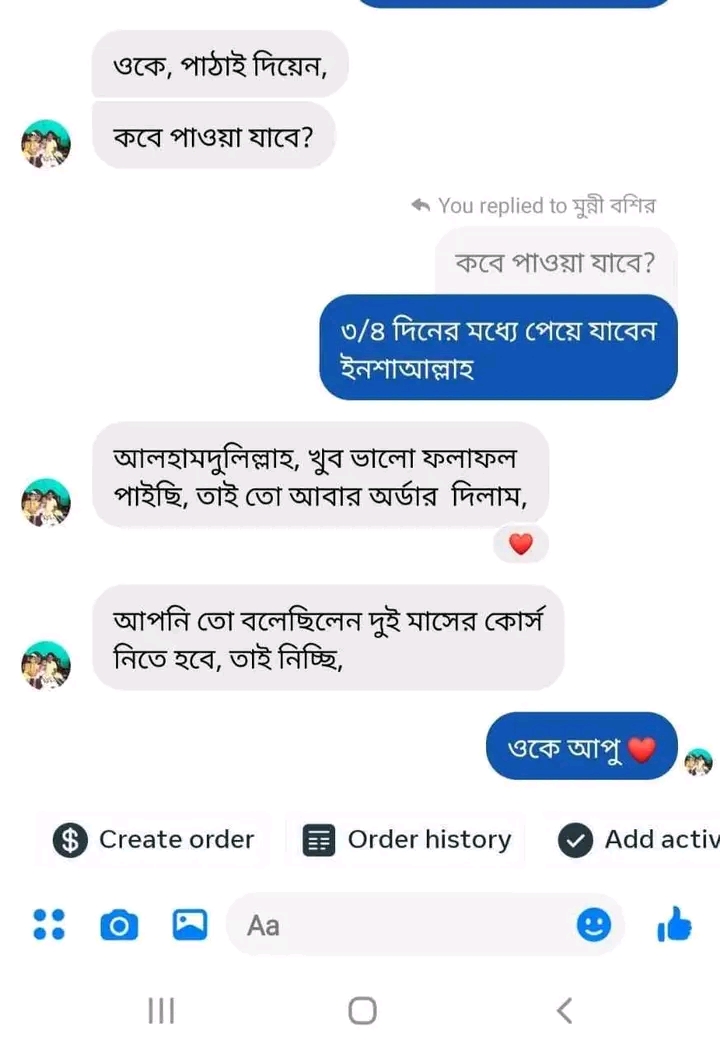 ওকে, পাঠাই দিয়েন,
কবে পাওয়া যাবে?
You replied to মুন্নী বশির
কবে পাওয়া যাবে?
৩/৪ দিনের মধ্যে পেয়ে যাবেন
ইনশাআল্লাহ
আলহামদুলিল্লাহ, খুব ভালো ফলাফল
পাইছি, তাই তো আবার অর্ডার দিলাম,
আপনি তো বলেছিলেন দুই মাসের কোর্স
নিতে হবে, তাই নিচ্ছি,
ওকে আপু
Create order
Order history
Add activ
Aa